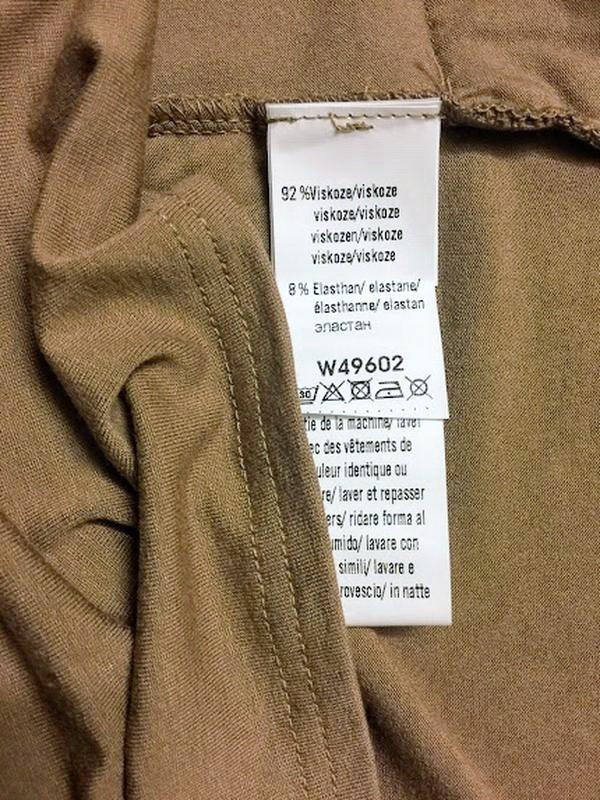 92 %Viskoze/viskoze
viskoze/viskoze
viskozen/viskoze
viskoze/viskoze
8 % Elasthan/ elastane/
élasthanne/ elastan
эластан
W49602
30
tie de la machine/ laver
ec des vêtements de
uleur identique ou
re/ laver et repasser
ers/ ridare forma al
umido/ lavare con
simili/ lavare e
rovescio/ in natte